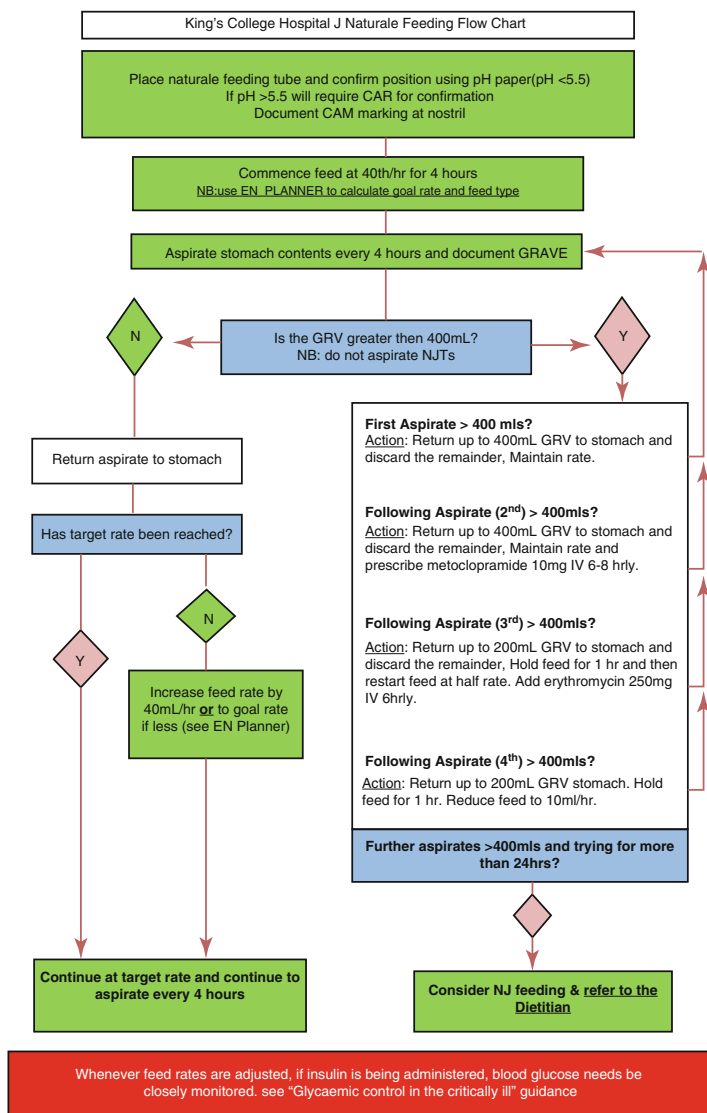 King's College Hospital J Naturale Feeding Flow Chart
Place naturale feeding tube and confirm position using pH paper(pH <5.5)
If pH >5.5 will require CAR for confirmation
Document CAM marking at nostril
Commence feed at 40th/hr for 4 hours
NB:use EN PLANNER to calculate goal rate and feed type
Aspirate stomach contents every 4 hours and document GRAVE
Is the GRV greater then 400mL?
NB: do not aspirate NJTs
N
Y
Return aspirate to stomach
Has target rate been reached?
N
Y
Increase feed rate by
40mL/hr or to goal rate
if less (see EN Planner)
Continue at target rate and continue to
aspirate every 4 hours
First Aspirate > 400 mls?
Action: Return up to 400mL GRV to stomach and
discard the remainder, Maintain rate.
Following Aspirate (2nd) > 400mls?
Action: Return up to 400mL GRV to stomach and
discard the remainder, Maintain rate and
prescribe metoclopramide 10mg IV 6-8 hrly.
Following Aspirate (3rd) > 400mls?
Action: Return up to 200mL GRV to stomach and
discard the remainder, Hold feed for 1 hr and then
restart feed at half rate. Add erythromycin 250mg
IV 6hrly.
Following Aspirate (4th) > 400mls?
Action: Return up to 200mL GRV stomach. Hold
feed for 1 hr. Reduce feed to 10ml/hr.
Further aspirates >400mls and trying for more
than 24hrs?
Consider NJ feeding & refer to the
Dietitian
Whenever feed rates are adjusted, if insulin is being administered, blood glucose needs be
closely monitored. see "Glycaemic control in the critically ill" guidance